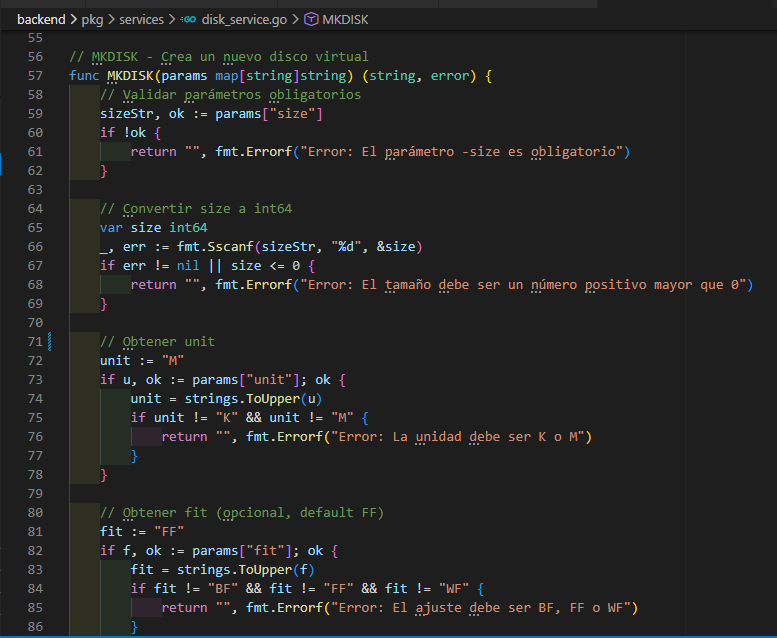 backend > pkg > services > GO disk_service.go > MKDISK
55
56 // MKDISK - Crea un nuevo disco virtual
57 func MKDISK(params map[string]string) (string, error) {
58     // Validar parámetros obligatorios
59     sizeStr, ok := params["size"]
60     if !ok {
61         return "", fmt.Errorf("Error: El parámetro -size es obligatorio")
62     }
63
64     // Convertir size a int64
65     var size int64
66     _, err := fmt.Sscanf(sizeStr, "%d", &size)
67     if err != nil || size <= 0 {
68         return "", fmt.Errorf("Error: El tamaño debe ser un número positivo mayor que 0")
69     }
70
71     // Obtener unit
72     unit := "M"
73     if u, ok := params["unit"]; ok {
74         unit = strings.ToUpper(u)
75         if unit != "K" && unit != "M" {
76             return "", fmt.Errorf("Error: La unidad debe ser K o M")
77         }
78     }
79
80     // Obtener fit (opcional, default FF)
81     fit := "FF"
82     if f, ok := params["fit"]; ok {
83         fit = strings.ToUpper(f)
84         if fit != "BF" && fit != "FF" && fit != "WF" {
85             return "", fmt.Errorf("Error: El ajuste debe ser BF, FF o WF")
86         }